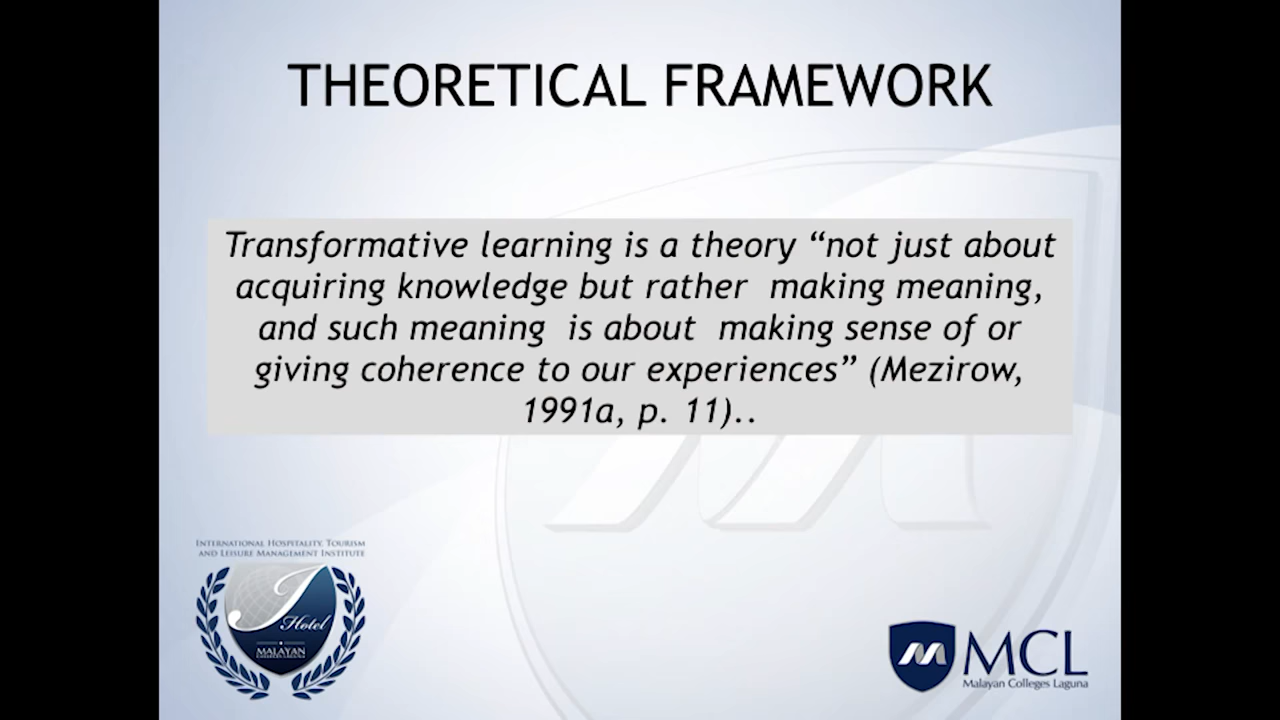 THEORETICAL FRAMEWORK
Transformative learning is a theory “not just about
acquiring knowledge but rather making meaning,
and such meaning is about making sense of or
giving coherence to our experiences” (Mezirow,
1991a, p. 11)..
INTERNATIONAL HOSPITALITY, TOURISM
AND LEISURE MANAGEMENT INSTITUTE
Hotel
MALAYAN
COLLEGES LAGUNA
MCL
Malayan Colleges Laguna